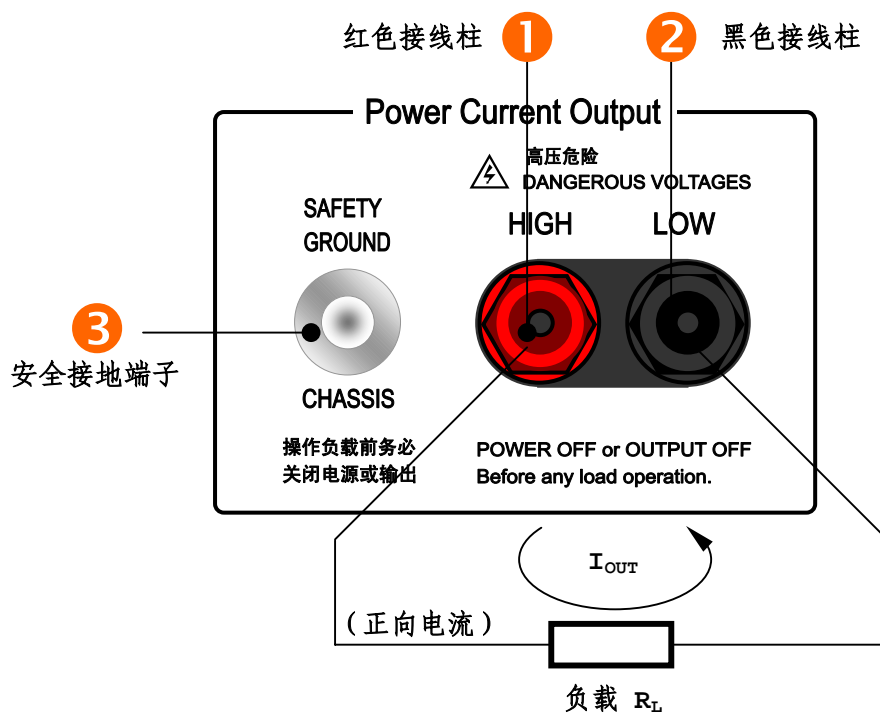 红色接线柱 1
2 黑色接线柱
Power Current Output
高压危险
DANGEROUS VOLTAGES
SAFETY
GROUND
HIGH
LOW
3
安全接地端子
CHASSIS
操作负载前务必
关闭电源或输出
POWER OFF or OUTPUT OFF
Before any load operation.
IOUT
(正向电流)
负载 RL